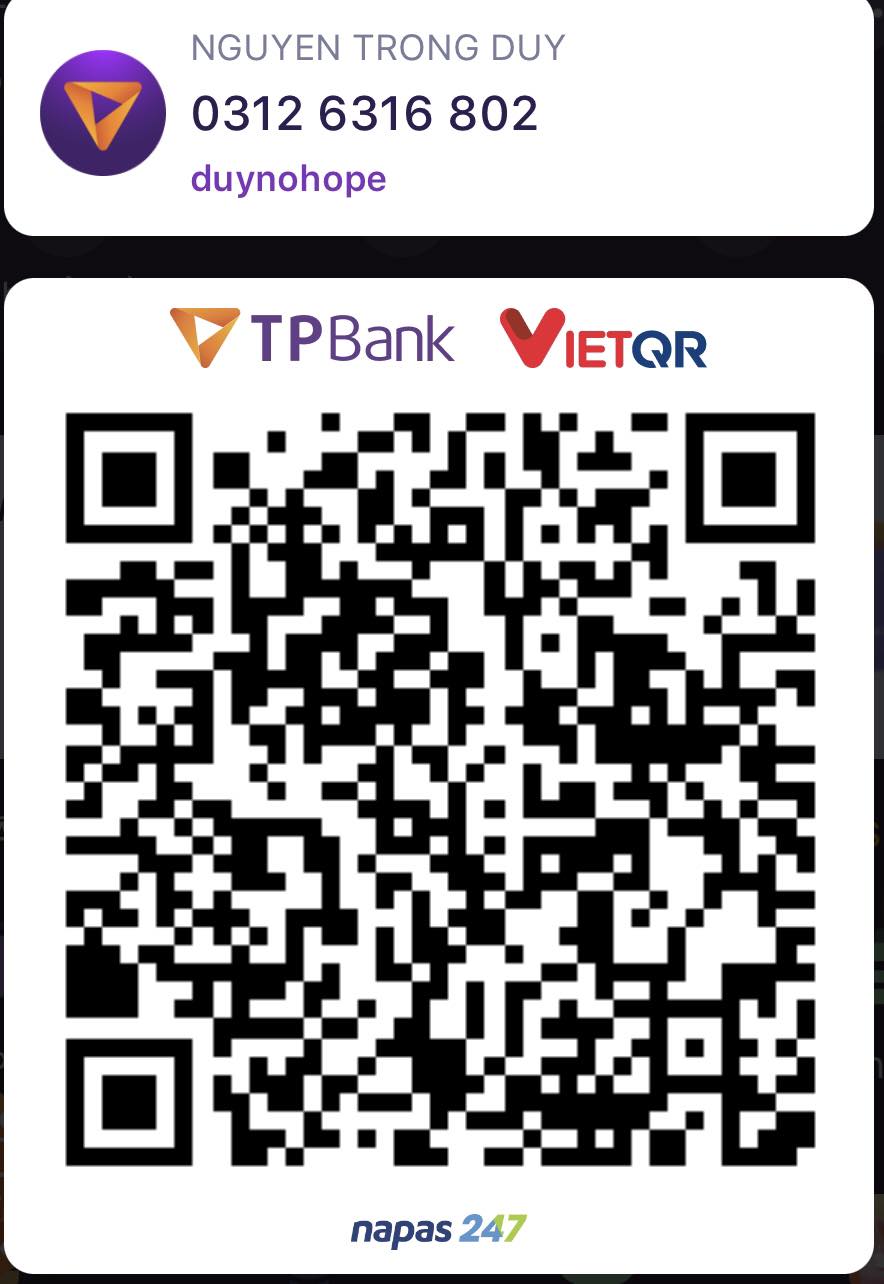 NGUYEN TRONG DUY
0312 6316 802
duynohope
TPBank VIETQR
napas 247